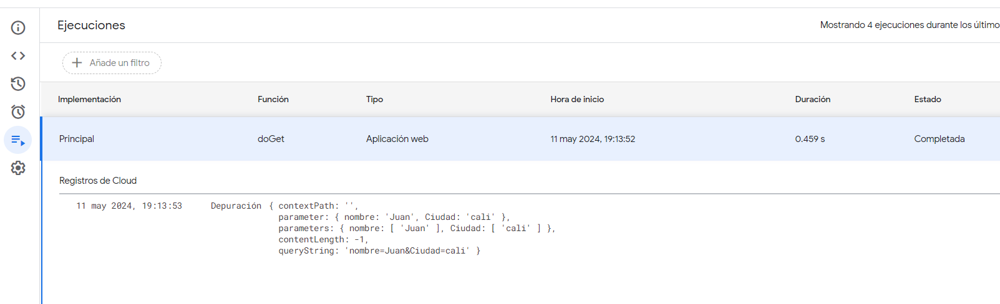 Ejecuciones
Mostrando 4 ejecuciones durante los último
Añade un filtro
Implementación Función Tipo Hora de inicio Duración Estado
Principal doGet Aplicación web 11 may 2024, 19:13:52 0.459 s Completada
Registros de Cloud
11 may 2024, 19:13:53 Depuración { contextPath: '',
parameter: { nombre: 'Juan', Ciudad: 'cali' },
parameters: { nombre: [ 'Juan' ], Ciudad: [ 'cali' ] },
contentLength: -1,
queryString: 'nombre=Juan&Ciudad=cali' }